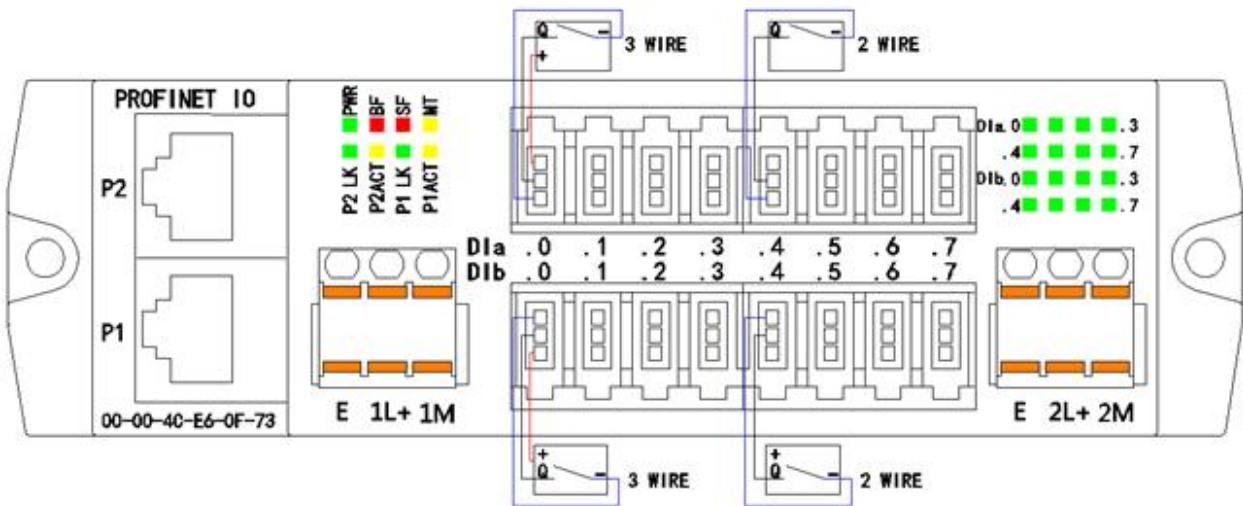 Q - 3 WIRE
+
Q - 2 WIRE
PROFINET IO
PWR BF SF MT
P2 LK P2ACT P1 LK P1ACT
P2
P1
00-00-4C-E6-0F-73
DIa.0 .3
.4 .7
DIb.0 .3
.4 .7
DIa .0 .1 .2 .3 .4 .5 .6 .7
DIb .0 .1 .2 .3 .4 .5 .6 .7
E 1L+ 1M
E 2L+ 2M
+
Q - 3 WIRE
+
Q - 2 WIRE